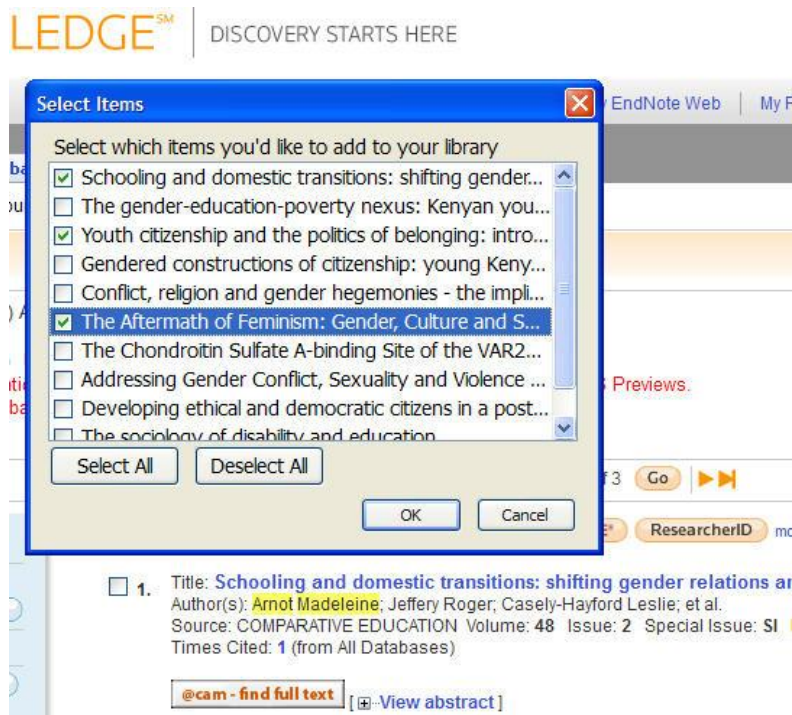 LEDGE℠ DISCOVERY STARTS HERE
EndNote Web
Select Items
Select which items you'd like to add to your library
Schooling and domestic transitions: shifting gender...
The gender-education-poverty nexus: Kenyan you...
Youth citizenship and the politics of belonging: intro...
Gendered constructions of citizenship: young Keny...
Conflict, religion and gender hegemonies - the impli...
The Aftermath of Feminism: Gender, Culture and S...
The Chondroitin Sulfate A-binding Site of the VAR2...
Addressing Gender Conflict, Sexuality and Violence ...
Previews.
Developing ethical and democratic citizens in a post...
The sociology of disability and education
Select All Deselect All
3 Go
OK Cancel
ResearcherID
1. Title: Schooling and domestic transitions: shifting gender relations
Author(s): Arnot Madeleine; Jeffery Roger; Casely-Hayford Leslie; et al.
Source: COMPARATIVE EDUCATION Volume: 48 Issue: 2 Special Issue: SI
Times Cited: 1 (from All Databases)
@cam - find full text [ View abstract ]